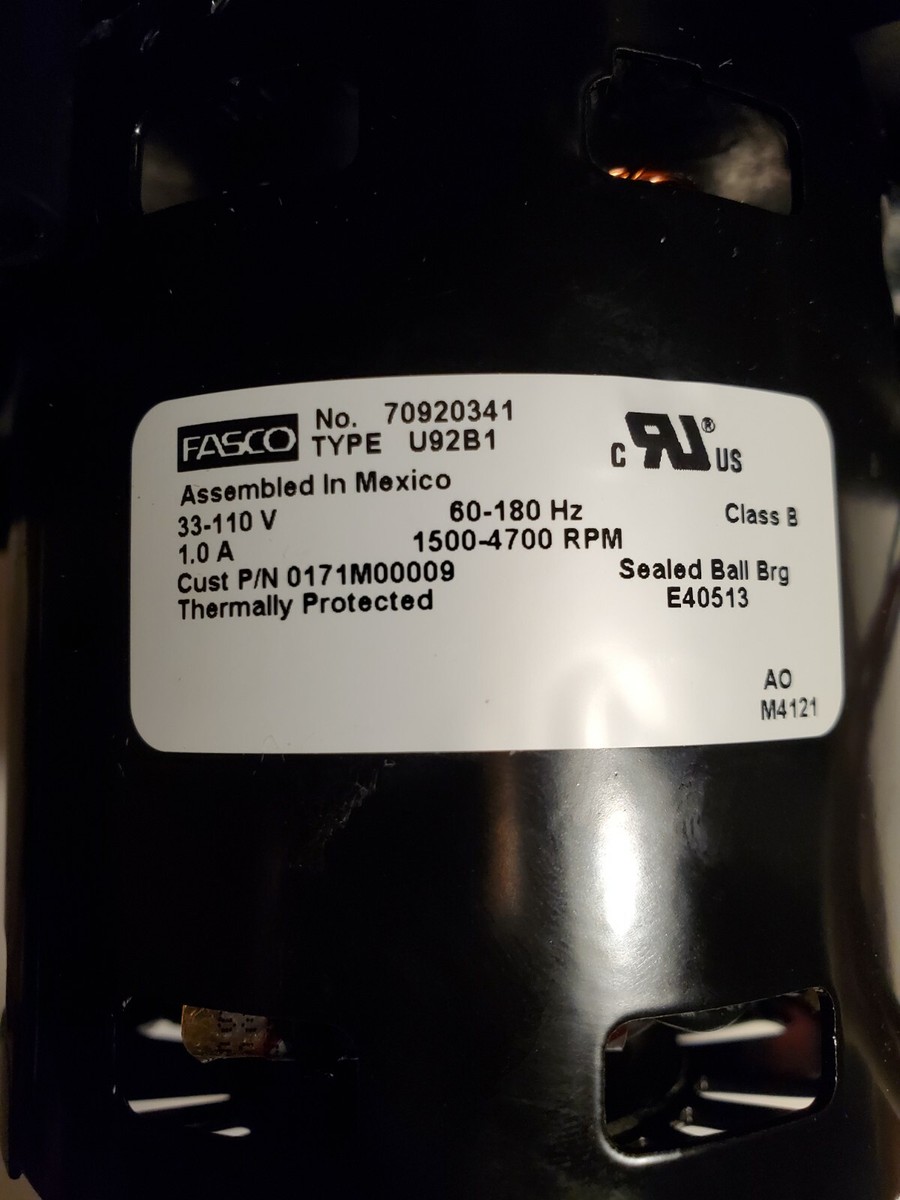 FASCO No. 70920341
TYPE U92B1
c RU® US
Assembled In Mexico
33-110 V 60-180 Hz Class B
1.0 A 1500-4700 RPM
Cust P/N 0171M00009 Sealed Ball Brg
Thermally Protected E40513
AO
M4121